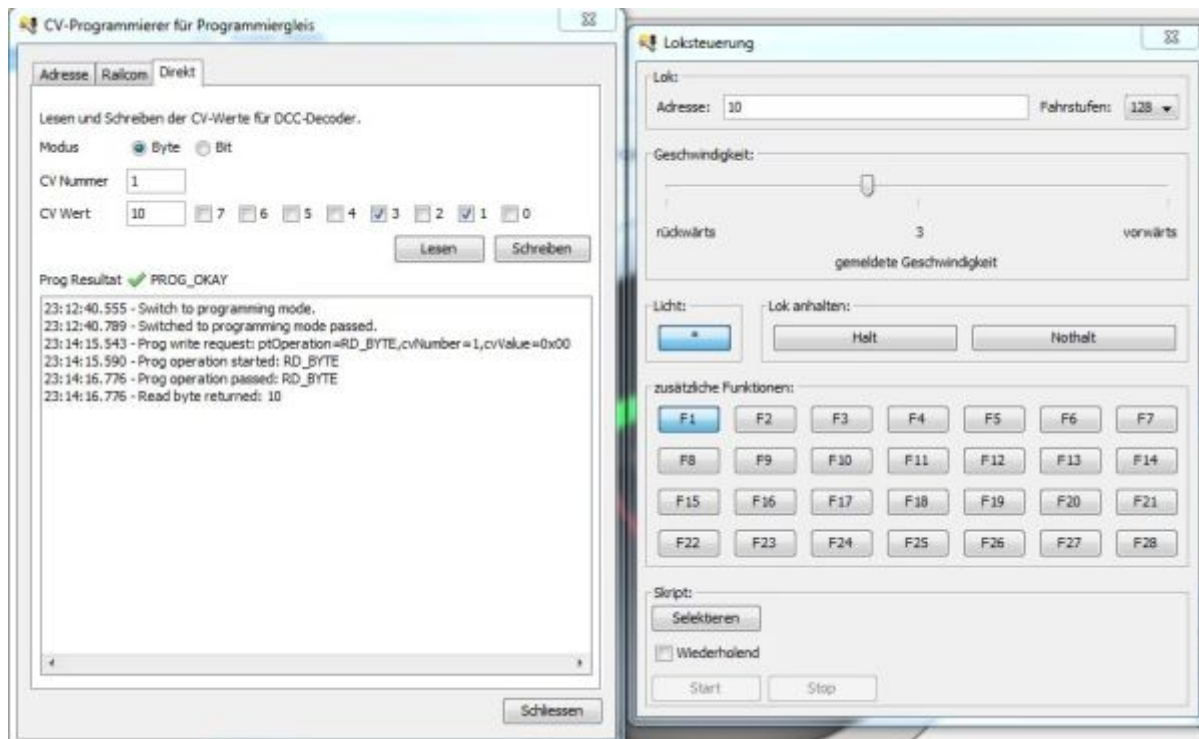 CV-Programmierer für Programmiergleis
Adresse Railcom Direkt
Lesen und Schreiben der CV-Werte für DCC-Decoder.
Modus Byte Bit
CV Nummer 1
CV Wert 10 7 6 5 4 3 2 1 0
Lesen Schreiben
Prog Resultat PROG_OKAY
23:12:40.555 - Switch to programming mode.
23:12:40.789 - Switched to programming mode passed.
23:14:15.543 - Prog write request: ptOperation=RD_BYTE,cvNumber=1,cvValue=0x00
23:14:15.590 - Prog operation started: RD_BYTE
23:14:16.776 - Prog operation passed: RD_BYTE
23:14:16.776 - Read byte returned: 10
Schliessen
Loksteuerung
Lok:
Adresse: 10 Fahrstufen: 128
Geschwindigkeit:
rückwärts 3 vorwärts
gemeldete Geschwindigkeit
Licht: Lok anhalten:
* Halt Nothalt
zusätzliche Funktionen:
F1 F2 F3 F4 F5 F6 F7
F8 F9 F10 F11 F12 F13 F14
F15 F16 F17 F18 F19 F20 F21
F22 F23 F24 F25 F26 F27 F28
Skript:
Selektieren
Wiederholend
Start Stop